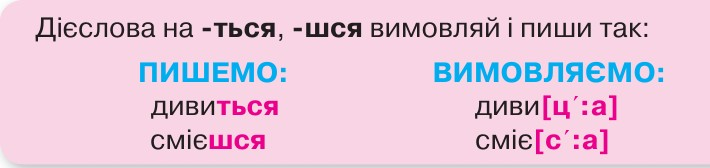 Дієслова на -ться, -шся вимовляй і пиши так:
ПИШЕМО: ВИМОВЛЯЄМО:
дивиться диви[ц´:а]
смієшся сміє[с´:а]